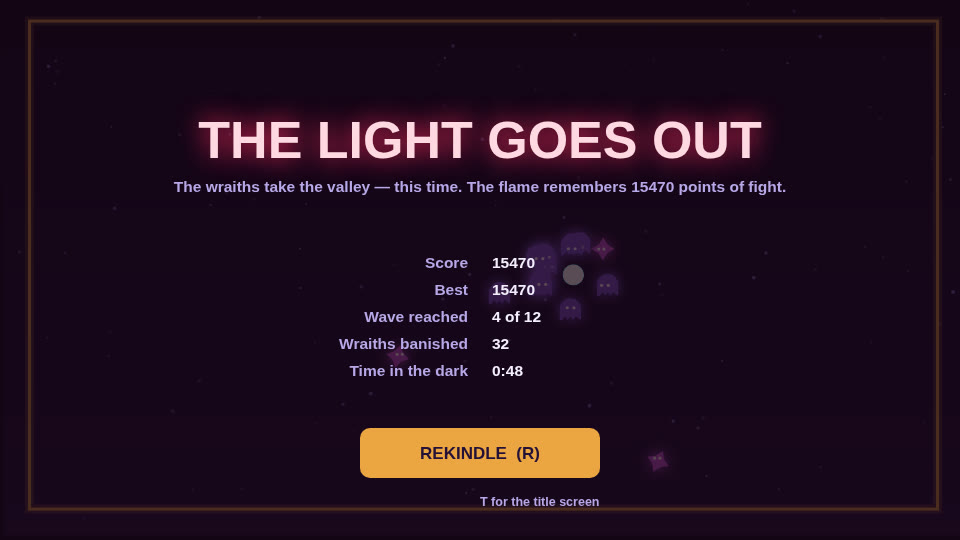 THE LIGHT GOES OUT
The wraiths take the valley — this time. The flame remembers 15470 points of fight.
Score 15470
Best 15470
Wave reached 4 of 12
Wraiths banished 32
Time in the dark 0:48
REKINDLE (R)
T for the title screen